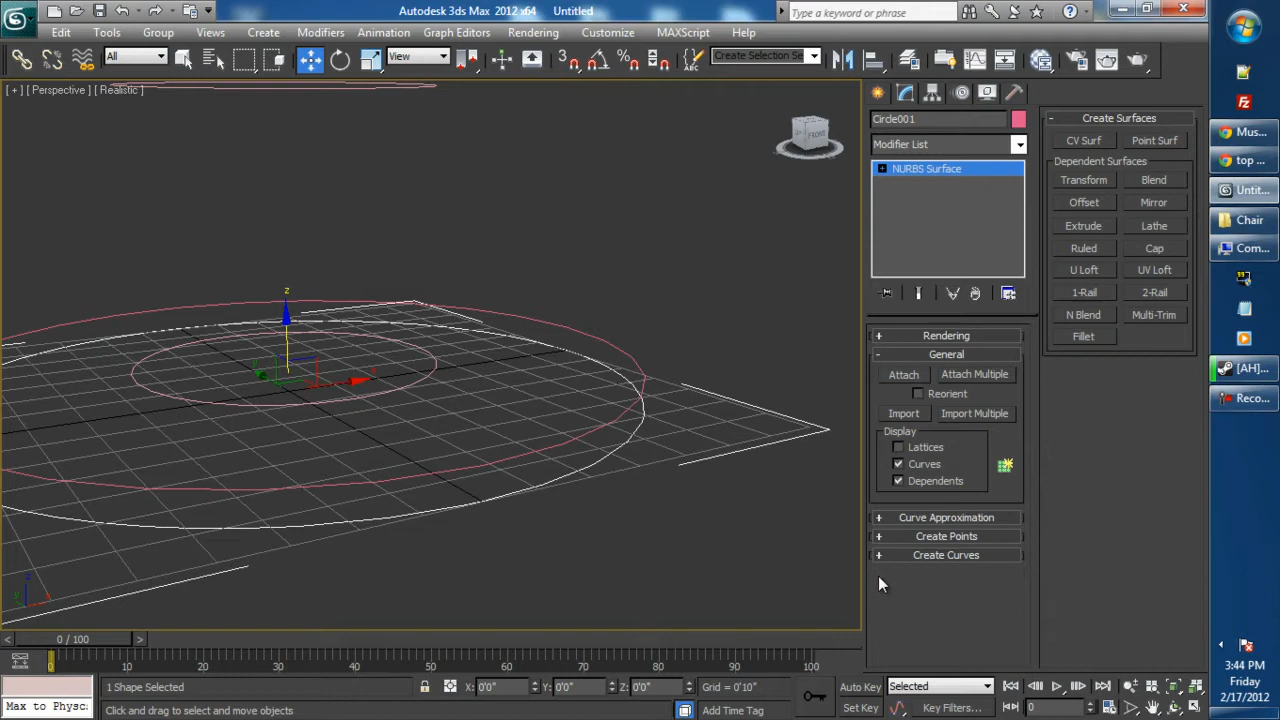 Autodesk 3ds Max 2012 x64 Untitled
Type a keyword or phrase
Edit Tools Group Views Create Modifiers Animation Graph Editors Rendering Customize MAXScript Help
All
View
3
Create Selection Se
[ + ] [ Perspective ] [ Realistic ]
FRONT
z
x
y
z
x
y
Circle001
Modifier List
NURBS Surface
Rendering
General
Attach Attach Multiple
Reorient
Import Import Multiple
Display
Lattices
Curves
Dependents
Curve Approximation
Create Points
Create Curves
Create Surfaces
CV Surf Point Surf
Dependent Surfaces
Transform Blend
Offset Mirror
Extrude Lathe
Ruled Cap
U Loft UV Loft
1-Rail 2-Rail
N Blend Multi-Trim
Fillet
Mus...
top ...
Untit...
Chair
Com...
[AH]...
Reco...
3:44 PM
Friday
2/17/2012
< 0 / 100 >
0 10 20 30 40 50 60 70 80 90 100
1 Shape Selected
X: 0'0" Y: 0'0" Z: 0'0" Grid = 0'10"
Auto Key Selected
Max to Physc
Click and drag to select and move objects
Add Time Tag
Set Key Key Filters... 0